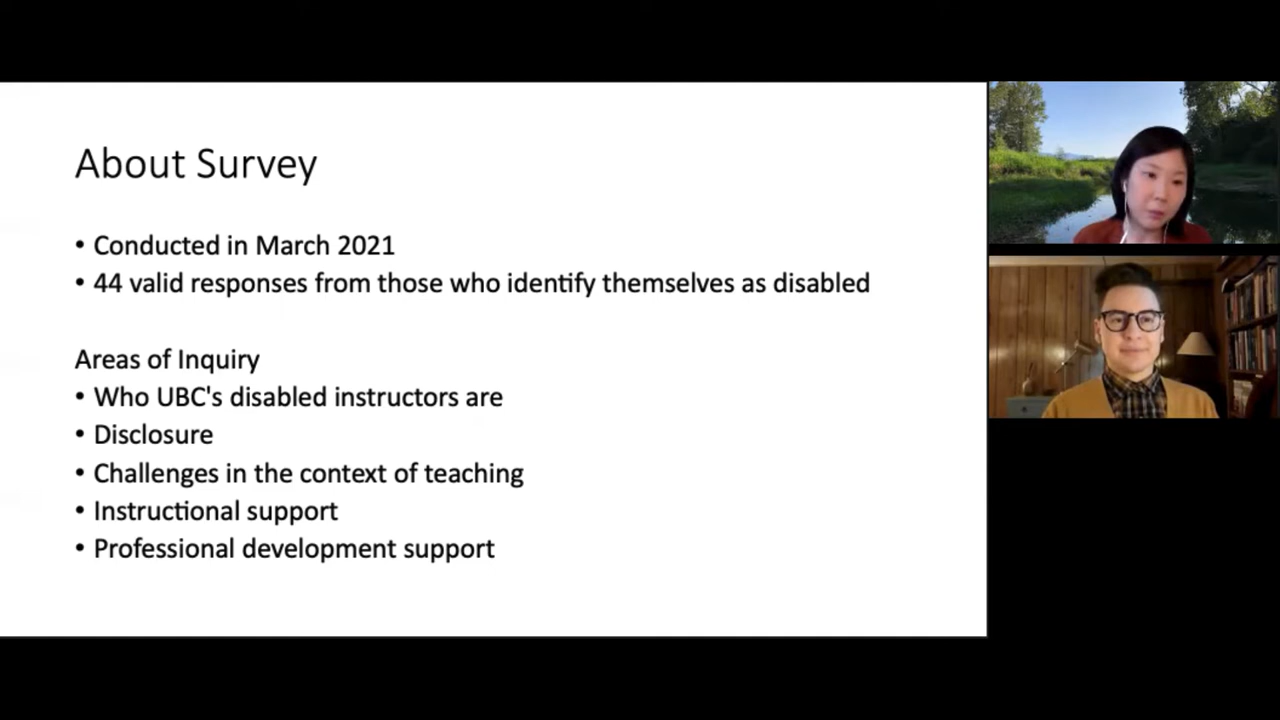 About Survey
• Conducted in March 2021
• 44 valid responses from those who identify themselves as disabled
Areas of Inquiry
• Who UBC's disabled instructors are
• Disclosure
• Challenges in the context of teaching
• Instructional support
• Professional development support